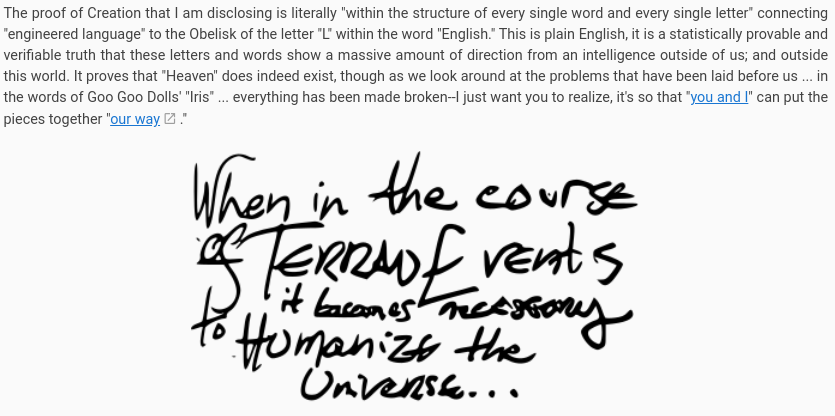 The proof of Creation that I am disclosing is literally "within the structure of every single word and every single letter" connecting
"engineered language" to the Obelisk of the letter "L" within the word "English." This is plain English, it is a statistically provable and
verifiable truth that these letters and words show a massive amount of direction from an intelligence outside of us; and outside
this world. It proves that "Heaven" does indeed exist, though as we look around at the problems that have been laid before us ... in
the words of Goo Goo Dolls' "Iris" ... everything has been made broken--I just want you to realize, it's so that "you and I" can put the
pieces together "our way ."
When in the course
of Events
it becomes necessary
to Humanize the
Universe...